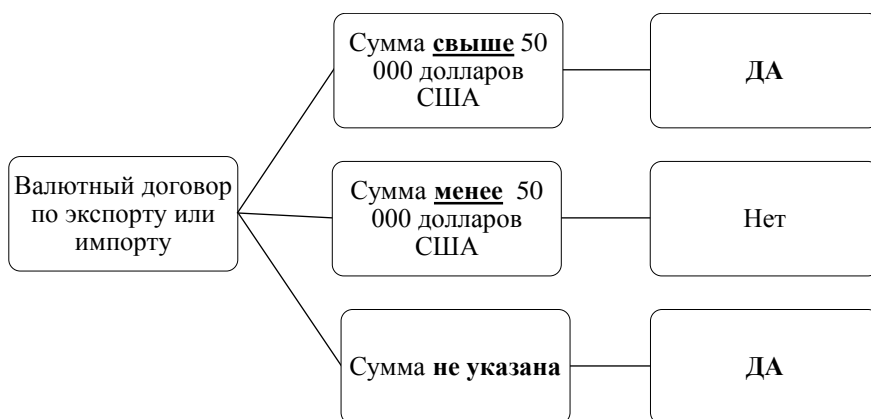 Валютный договор
по экспорту или
импорту
Сумма свыше 50
000 долларов
США
ДА
Сумма менее 50
000 долларов
США
Нет
Сумма не указана
ДА